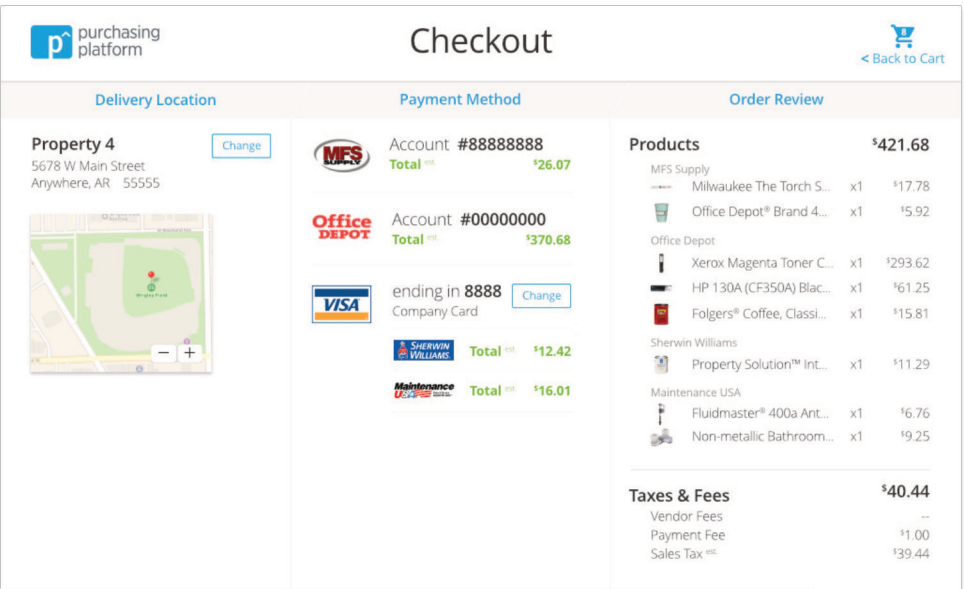 p^ purchasing
platform
Checkout
8
< Back to Cart
Delivery Location
Payment Method
Order Review
Property 4
Change
5678 W Main Street
Anywhere, AR 55555
Wrigley Field
− +
MFS
SUPPLY
Account #88888888
Total est $26.07
Office
DEPOT
Account #00000000
Total est $370.68
VISA
ending in 8888
Change
Company Card
SHERWIN
WILLIAMS.
Total est $12.42
Maintenance
USA
Total est $16.01
Products $421.68
MFS Supply
Milwaukee The Torch S... x1 $17.78
Office Depot® Brand 4... x1 $5.92
Office Depot
Xerox Magenta Toner C... x1 $293.62
HP 130A (CF350A) Blac... x1 $61.25
Folgers® Coffee, Classi... x1 $15.81
Sherwin Williams
Property Solution™ Int... x1 $11.29
Maintenance USA
Fluidmaster® 400a Ant... x1 $6.76
Non-metallic Bathroom... x1 $9.25
Taxes & Fees $40.44
Vendor Fees --
Payment Fee $1.00
Sales Tax est $39.44